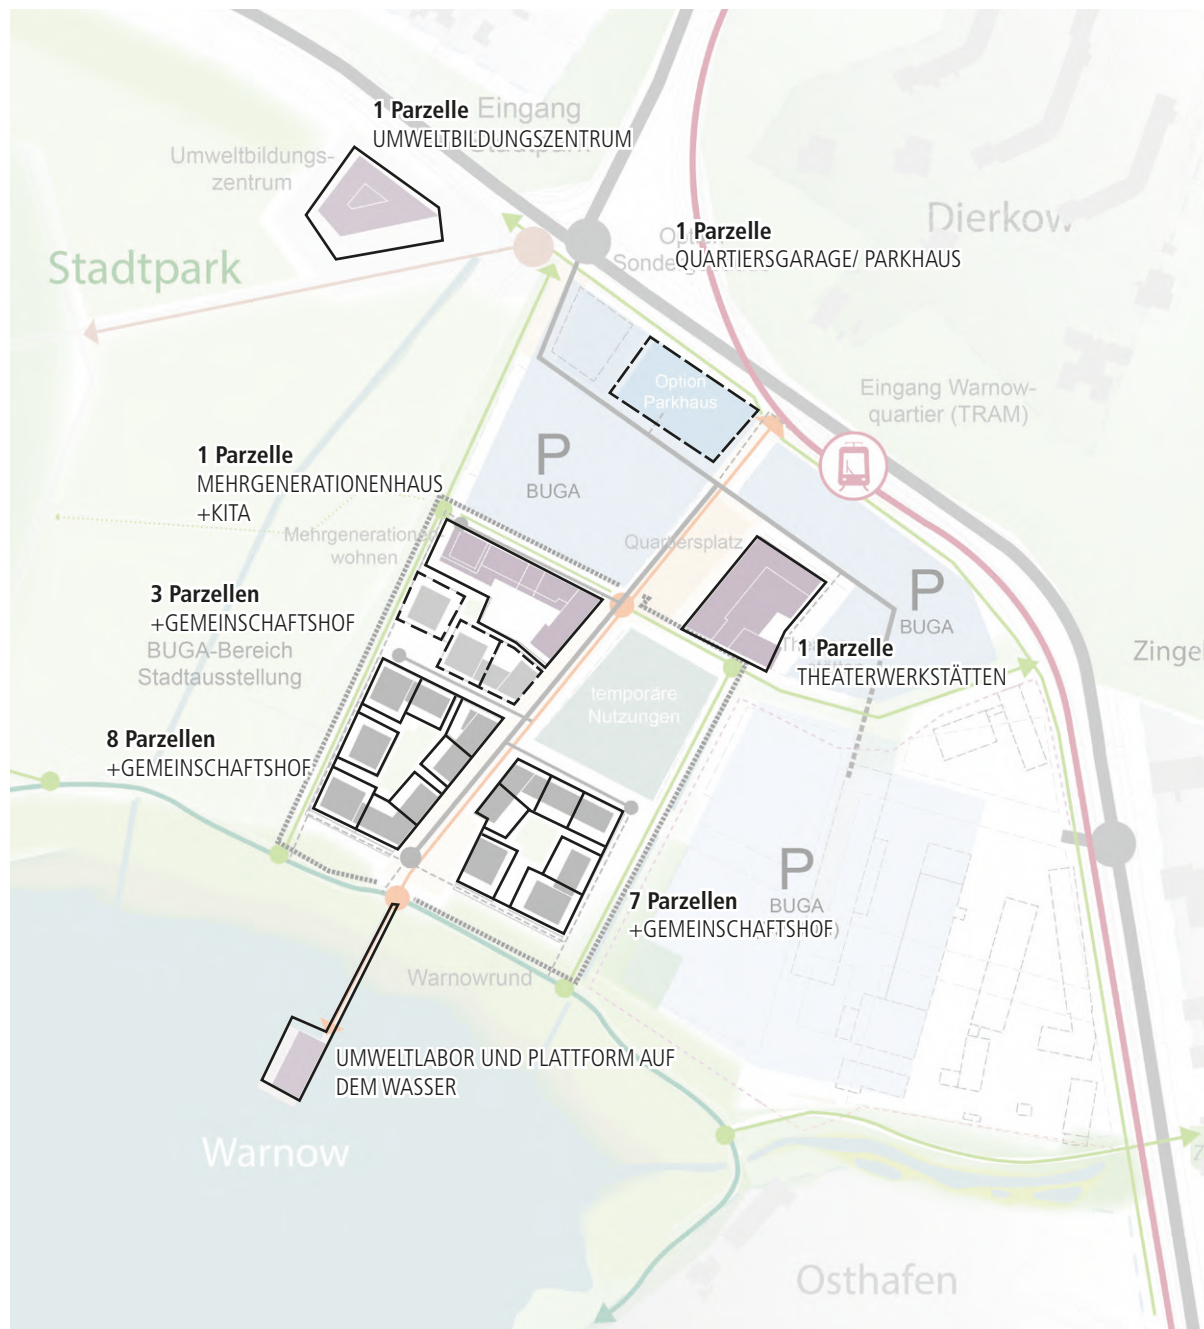 1 Parzelle
UMWELTBILDUNGSZENTRUM
Eingang
Umweltbildungs-
zentrum
Stadtpark
1 Parzelle
QUARTIERSGARAGE/ PARKHAUS
Dierkow
Option
Parkhaus
Eingang Warnow-
quartier (TRAM)
P
BUGA
1 Parzelle
MEHRGENERATIONENHAUS
+KITA
wohnen
Quartiersplatz
3 Parzellen
+GEMEINSCHAFTSHOF
BUGA-Bereich
Stadtausstellung
P
BUGA
1 Parzelle
THEATERWERKSTÄTTEN
temporäre
Nutzungen
8 Parzellen
+GEMEINSCHAFTSHOF
P
BUGA
7 Parzellen
+GEMEINSCHAFTSHOF
Warnowrund
UMWELTLABOR UND PLATTFORM AUF
DEM WASSER
Warnow
Osthafen